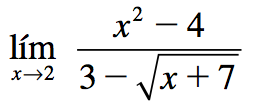 lím x→2 (x² − 4) / (3 − √(x + 7))